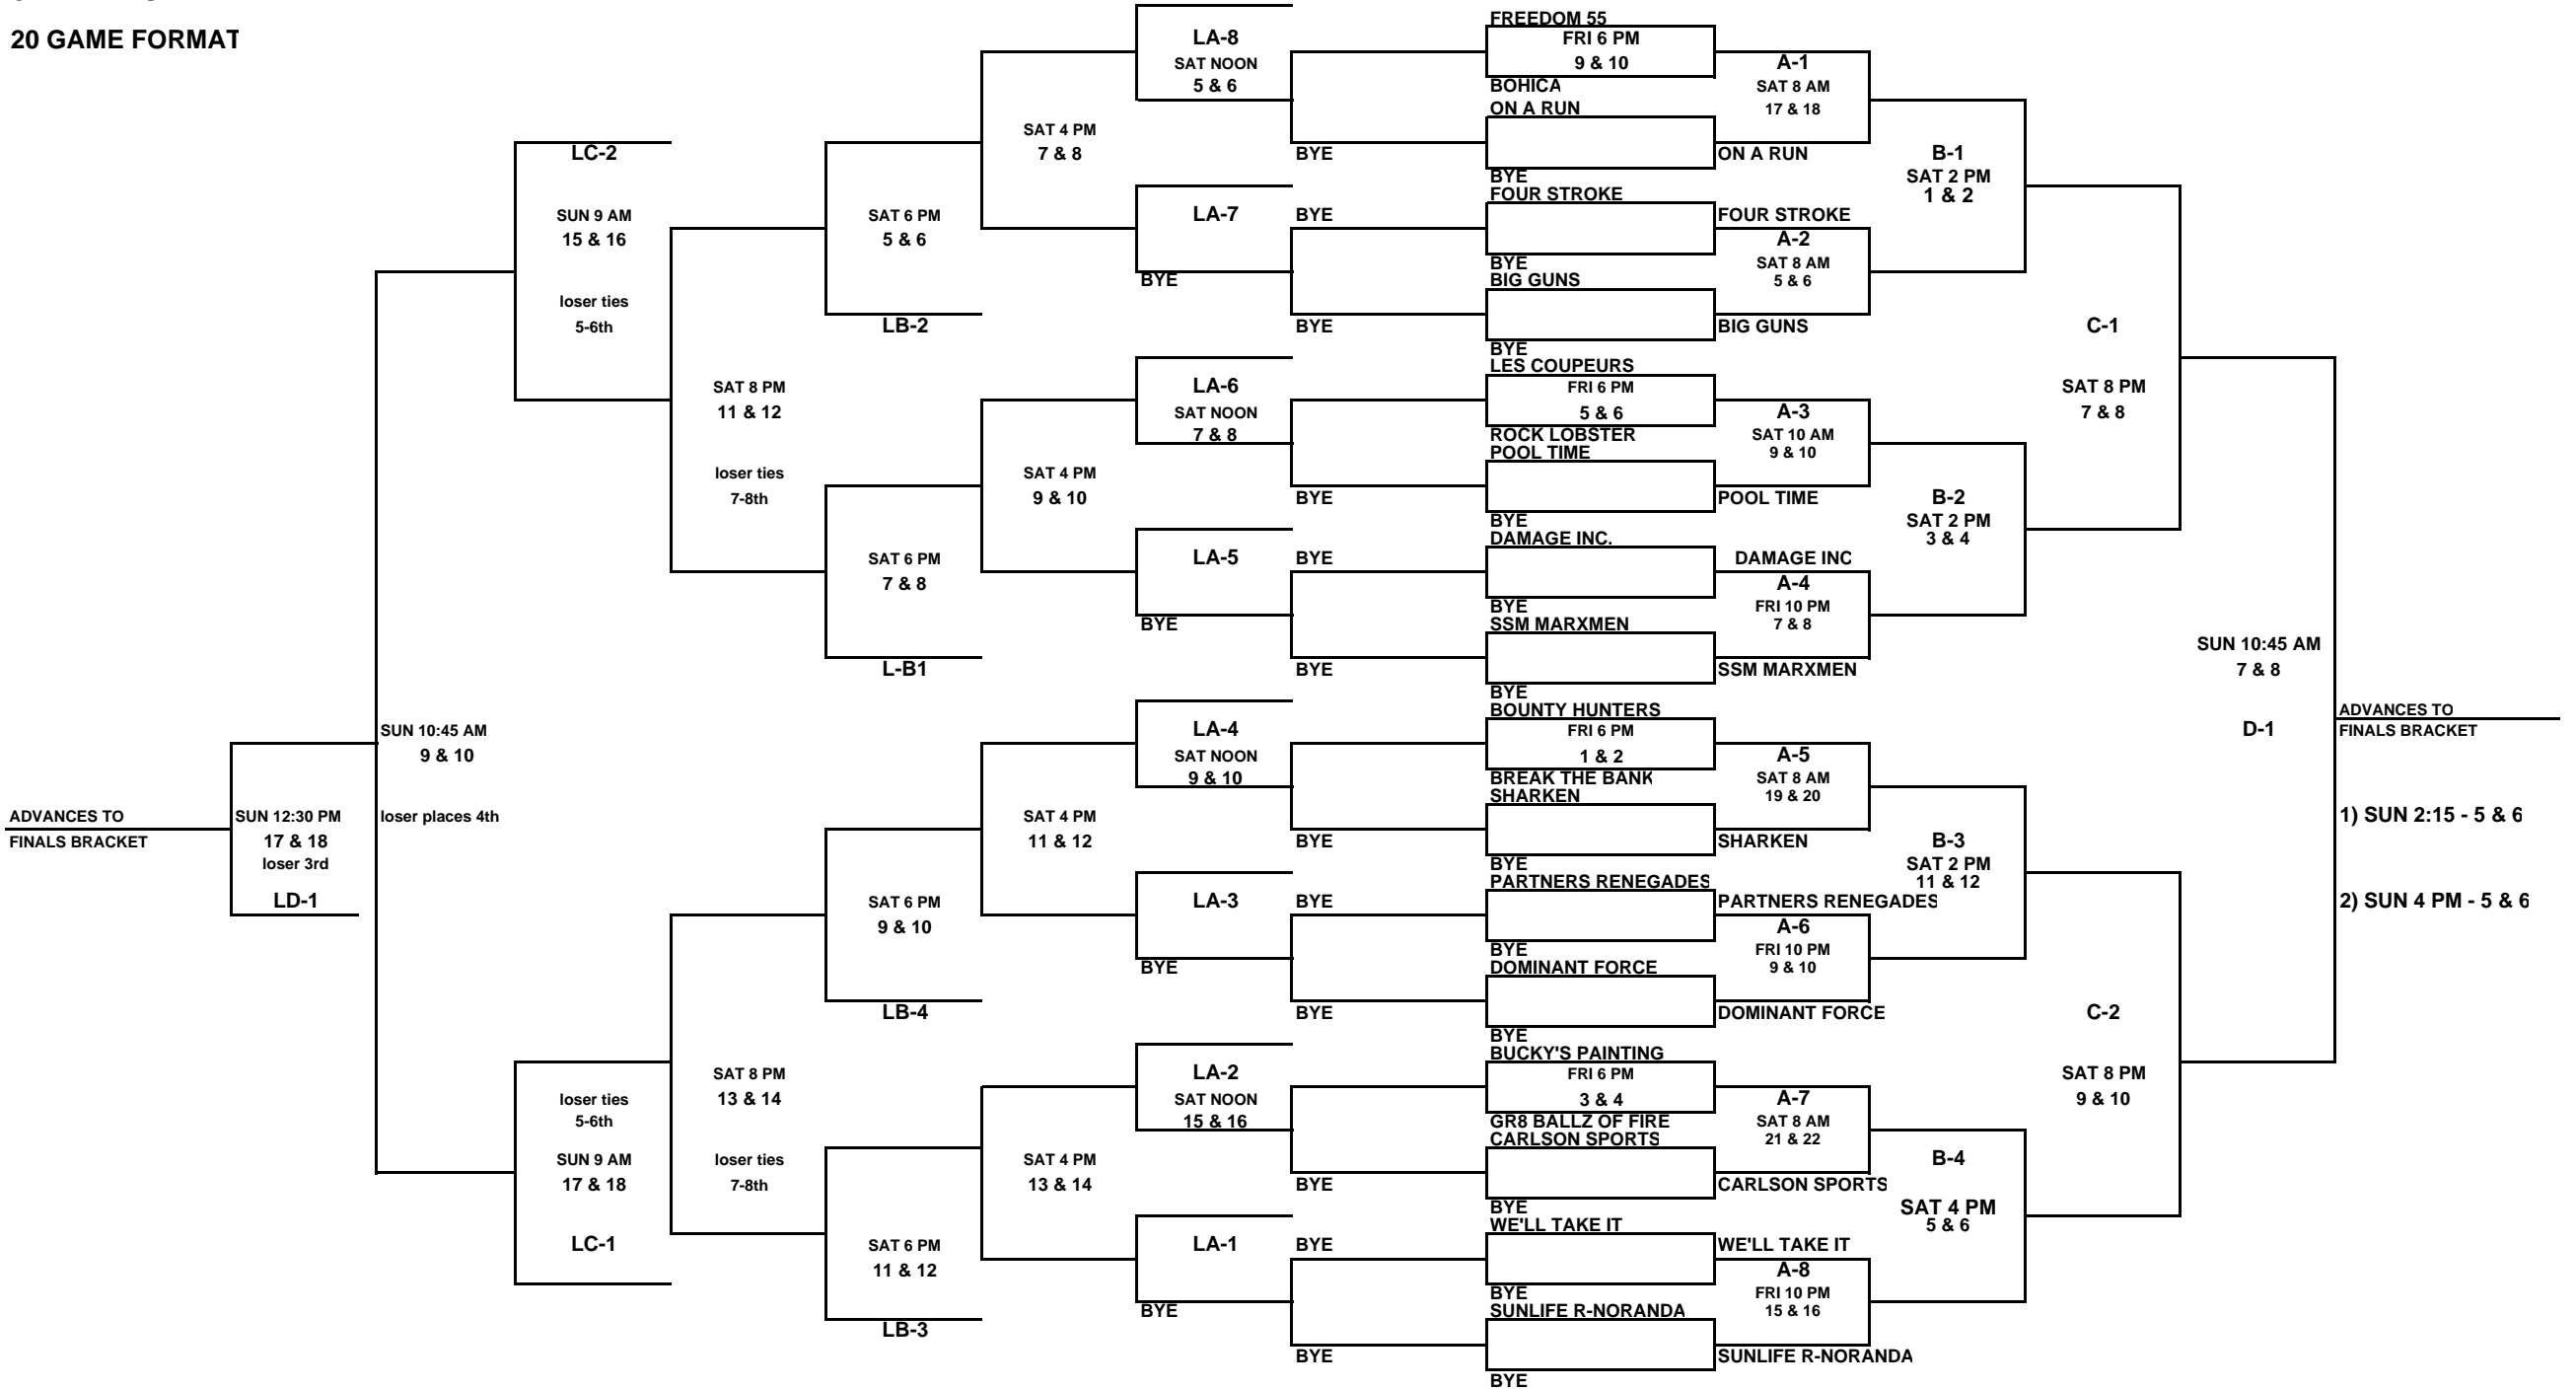 20 GAME FORMAT
LC-2
SUN 9 AM
15 & 16
loser ties
5-6th
SUN 10:45 AM
9 & 10
loser places 4th
ADVANCES TO
FINALS BRACKET
SUN 12:30 PM
17 & 18
loser 3rd
LD-1
loser ties
5-6th
SUN 9 AM
17 & 18
LC-1
SAT 8 PM
11 & 12
loser ties
7-8th
SAT 8 PM
13 & 14
loser ties
7-8th
SAT 6 PM
5 & 6
LB-2
SAT 6 PM
7 & 8
L-B1
SAT 6 PM
9 & 10
LB-4
SAT 6 PM
11 & 12
LB-3
SAT 4 PM
7 & 8
SAT 4 PM
9 & 10
SAT 4 PM
11 & 12
SAT 4 PM
13 & 14
LA-8
SAT NOON
5 & 6
LA-7
BYE
LA-6
SAT NOON
7 & 8
LA-5
BYE
LA-4
SAT NOON
9 & 10
LA-3
BYE
LA-2
SAT NOON
15 & 16
LA-1
BYE
BYE
BYE
BYE
BYE
BYE
BYE
BYE
BYE
BYE
BYE
BYE
BYE
FREEDOM 55
FRI 6 PM
9 & 10
BOHICA
ON A RUN
BYE
FOUR STROKE
BYE
BIG GUNS
BYE
LES COUPEURS
FRI 6 PM
5 & 6
ROCK LOBSTER
POOL TIME
BYE
DAMAGE INC.
BYE
SSM MARXMEN
BYE
BOUNTY HUNTERS
FRI 6 PM
1 & 2
BREAK THE BANK
SHARKEN
BYE
PARTNERS RENEGADES
BYE
DOMINANT FORCE
BYE
BUCKY'S PAINTING
FRI 6 PM
3 & 4
GR8 BALLZ OF FIRE
CARLSON SPORTS
BYE
WE'LL TAKE IT
BYE
SUNLIFE R-NORANDA
BYE
A-1
SAT 8 AM
17 & 18
ON A RUN
FOUR STROKE
A-2
SAT 8 AM
5 & 6
BIG GUNS
A-3
SAT 10 AM
9 & 10
POOL TIME
DAMAGE INC
A-4
FRI 10 PM
7 & 8
SSM MARXMEN
A-5
SAT 8 AM
19 & 20
SHARKEN
PARTNERS RENEGADES
A-6
FRI 10 PM
9 & 10
DOMINANT FORCE
A-7
SAT 8 AM
21 & 22
CARLSON SPORTS
WE'LL TAKE IT
A-8
FRI 10 PM
15 & 16
SUNLIFE R-NORANDA
B-1
SAT 2 PM
1 & 2
B-2
SAT 2 PM
3 & 4
B-3
SAT 2 PM
11 & 12
B-4
SAT 4 PM
5 & 6
C-1
SAT 8 PM
7 & 8
C-2
SAT 8 PM
9 & 10
SUN 10:45 AM
7 & 8
D-1
ADVANCES TO
FINALS BRACKET
1) SUN 2:15 - 5 & 6
2) SUN 4 PM - 5 & 6